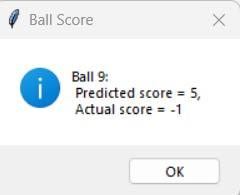 Ball Score
Ball 9:
Predicted score = 5,
Actual score = -1
OK